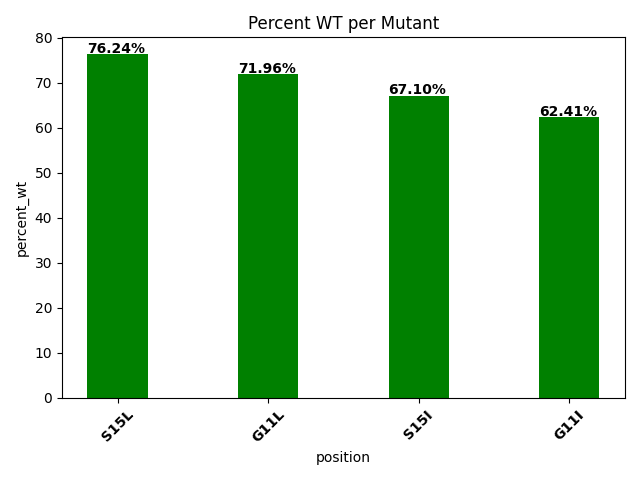 Percent WT per Mutant
percent_wt
80
70
60
50
40
30
20
10
0
76.24%
71.96%
67.10%
62.41%
S15L
G11L
S15I
G11I
position